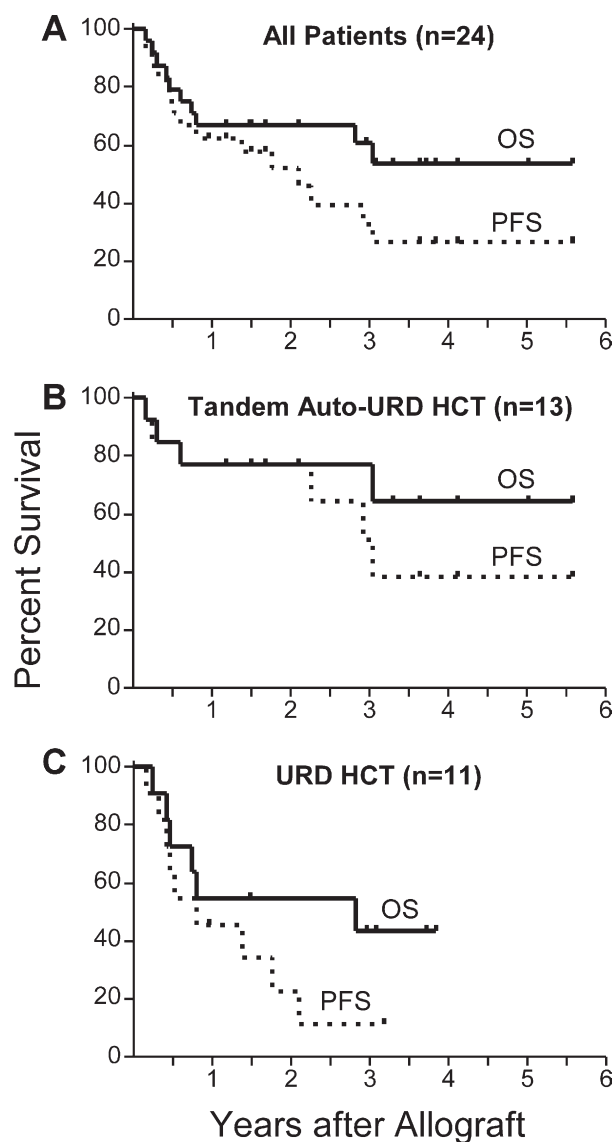 A
All Patients (n=24)
100
80
60
40
20
0
OS
PFS
1 2 3 4 5 6
B
Tandem Auto-URD HCT (n=13)
100
80
60
40
20
0
OS
PFS
1 2 3 4 5 6
Percent Survival
C
URD HCT (n=11)
100
80
60
40
20
0
OS
PFS
1 2 3 4 5 6
Years after Allograft